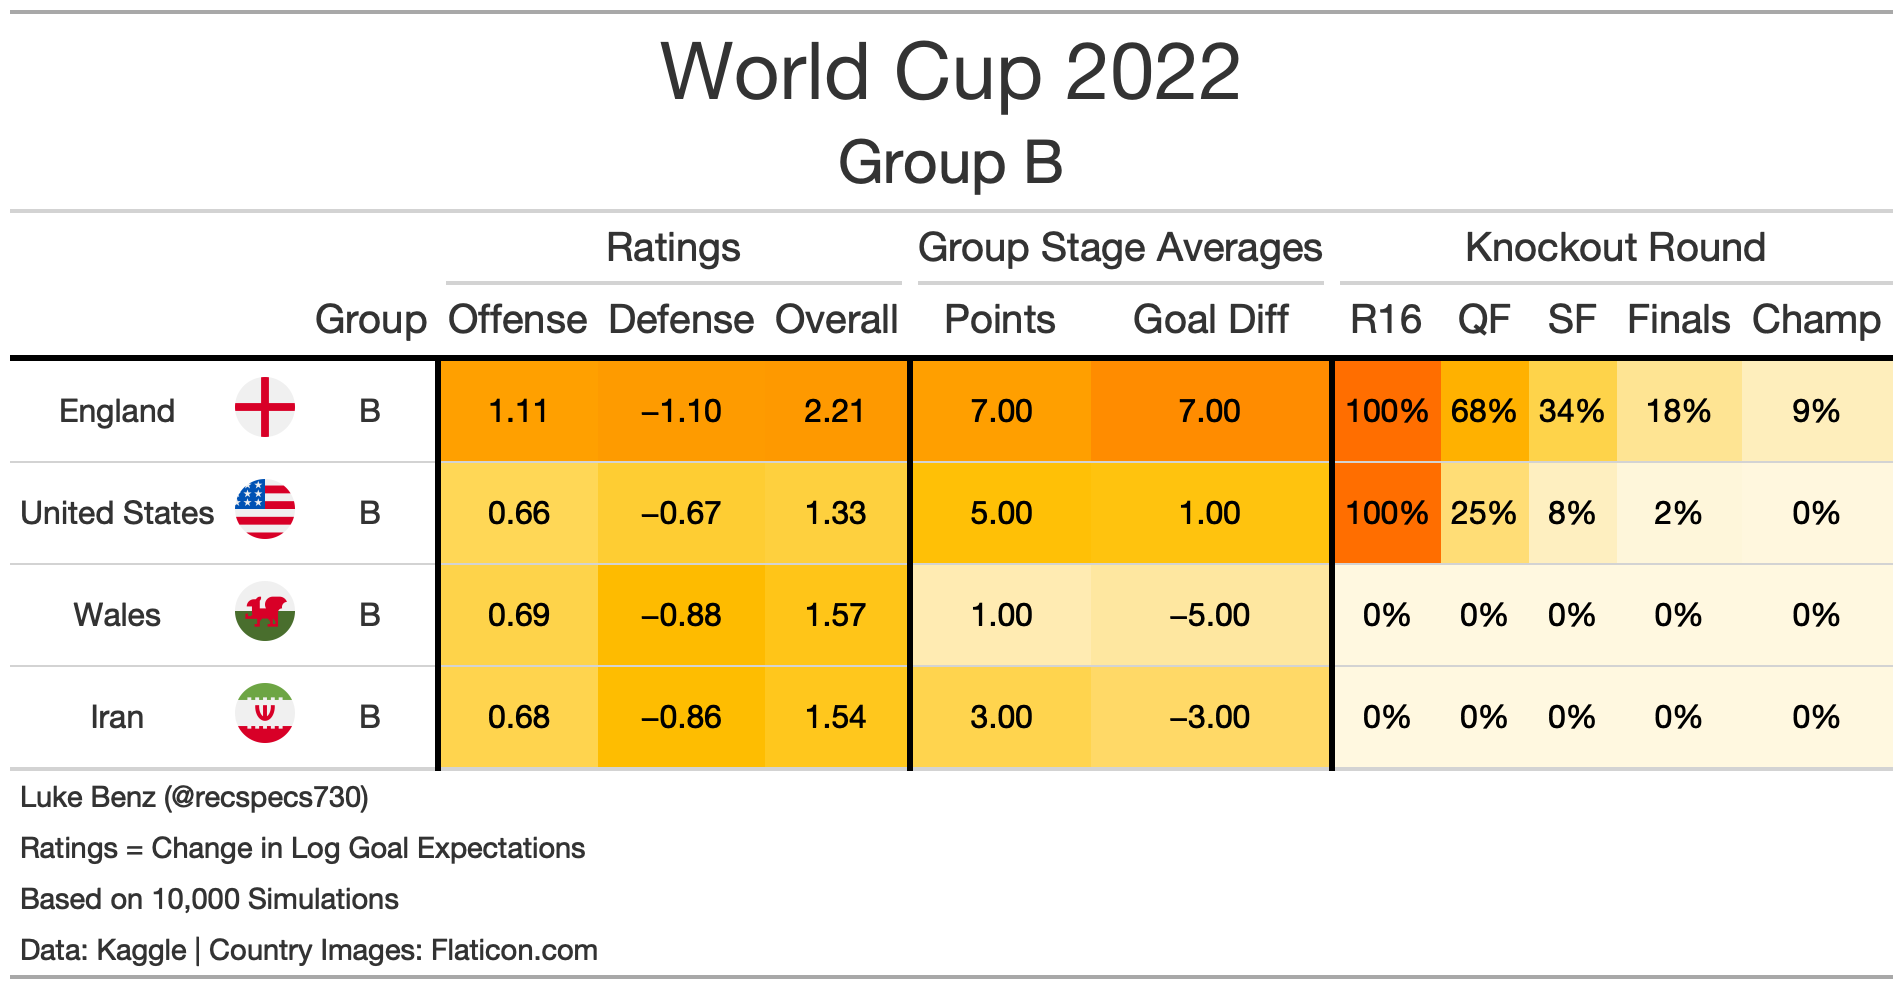 World Cup 2022
Group B
Ratings Group Stage Averages Knockout Round
Group Offense Defense Overall Points Goal Diff R16 QF SF Finals Champ
England B 1.11 −1.10 2.21 7.00 7.00 100% 68% 34% 18% 9%
United States B 0.66 −0.67 1.33 5.00 1.00 100% 25% 8% 2% 0%
Wales B 0.69 −0.88 1.57 1.00 −5.00 0% 0% 0% 0% 0%
Iran B 0.68 −0.86 1.54 3.00 −3.00 0% 0% 0% 0% 0%
Luke Benz (@recspecs730)
Ratings = Change in Log Goal Expectations
Based on 10,000 Simulations
Data: Kaggle | Country Images: Flaticon.com